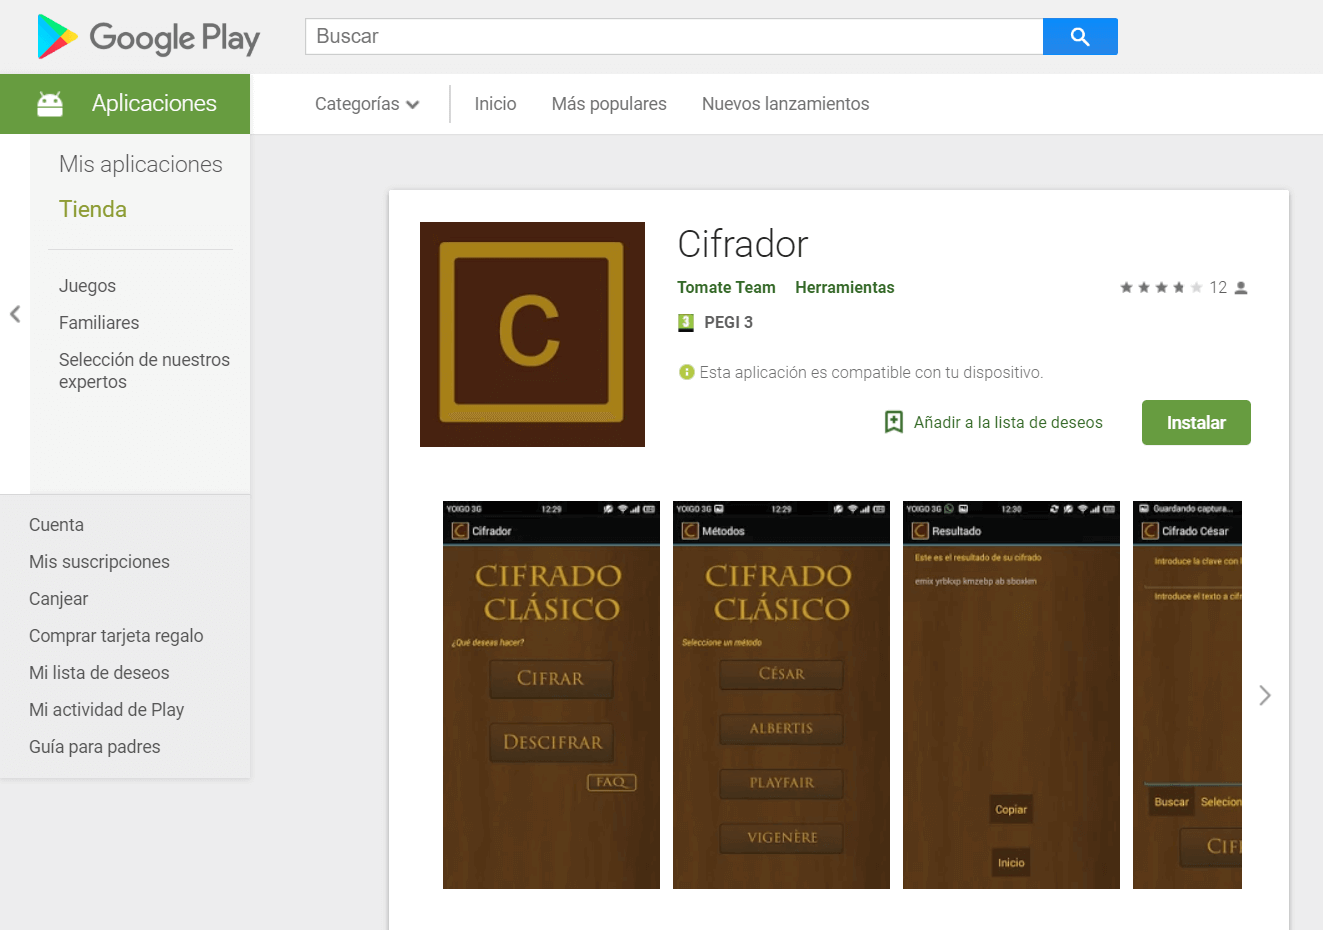 Google Play
Buscar
Aplicaciones
Categorías
Inicio
Más populares
Nuevos lanzamientos
Mis aplicaciones
Tienda
Juegos
Familiares
Selección de nuestros
expertos
Cuenta
Mis suscripciones
Canjear
Comprar tarjeta regalo
Mi lista de deseos
Mi actividad de Play
Guía para padres
C
Cifrador
Tomate Team Herramientas
12
3 PEGI 3
Esta aplicación es compatible con tu dispositivo.
Añadir a la lista de deseos
Instalar
YOIGO 3G 12:29
C Cifrador
CIFRADO
CLÁSICO
¿Qué deseas hacer?
CIFRAR
DESCIFRAR
FAQ
YOIGO 3G 12:29
C Métodos
CIFRADO
CLÁSICO
Seleccione un método
CÉSAR
ALBERTIS
PLAYFAIR
VIGENÈRE
YOIGO 3G 12:30
C Resultado
Este es el resultado de su cifrado
emix yrbkxp kmzebp ab sboxlen
Copiar
Inicio
Guardando captura...
C Cifrado César
Introduce la clave con
Introduce el texto a cifr
Buscar Selecion
CIF